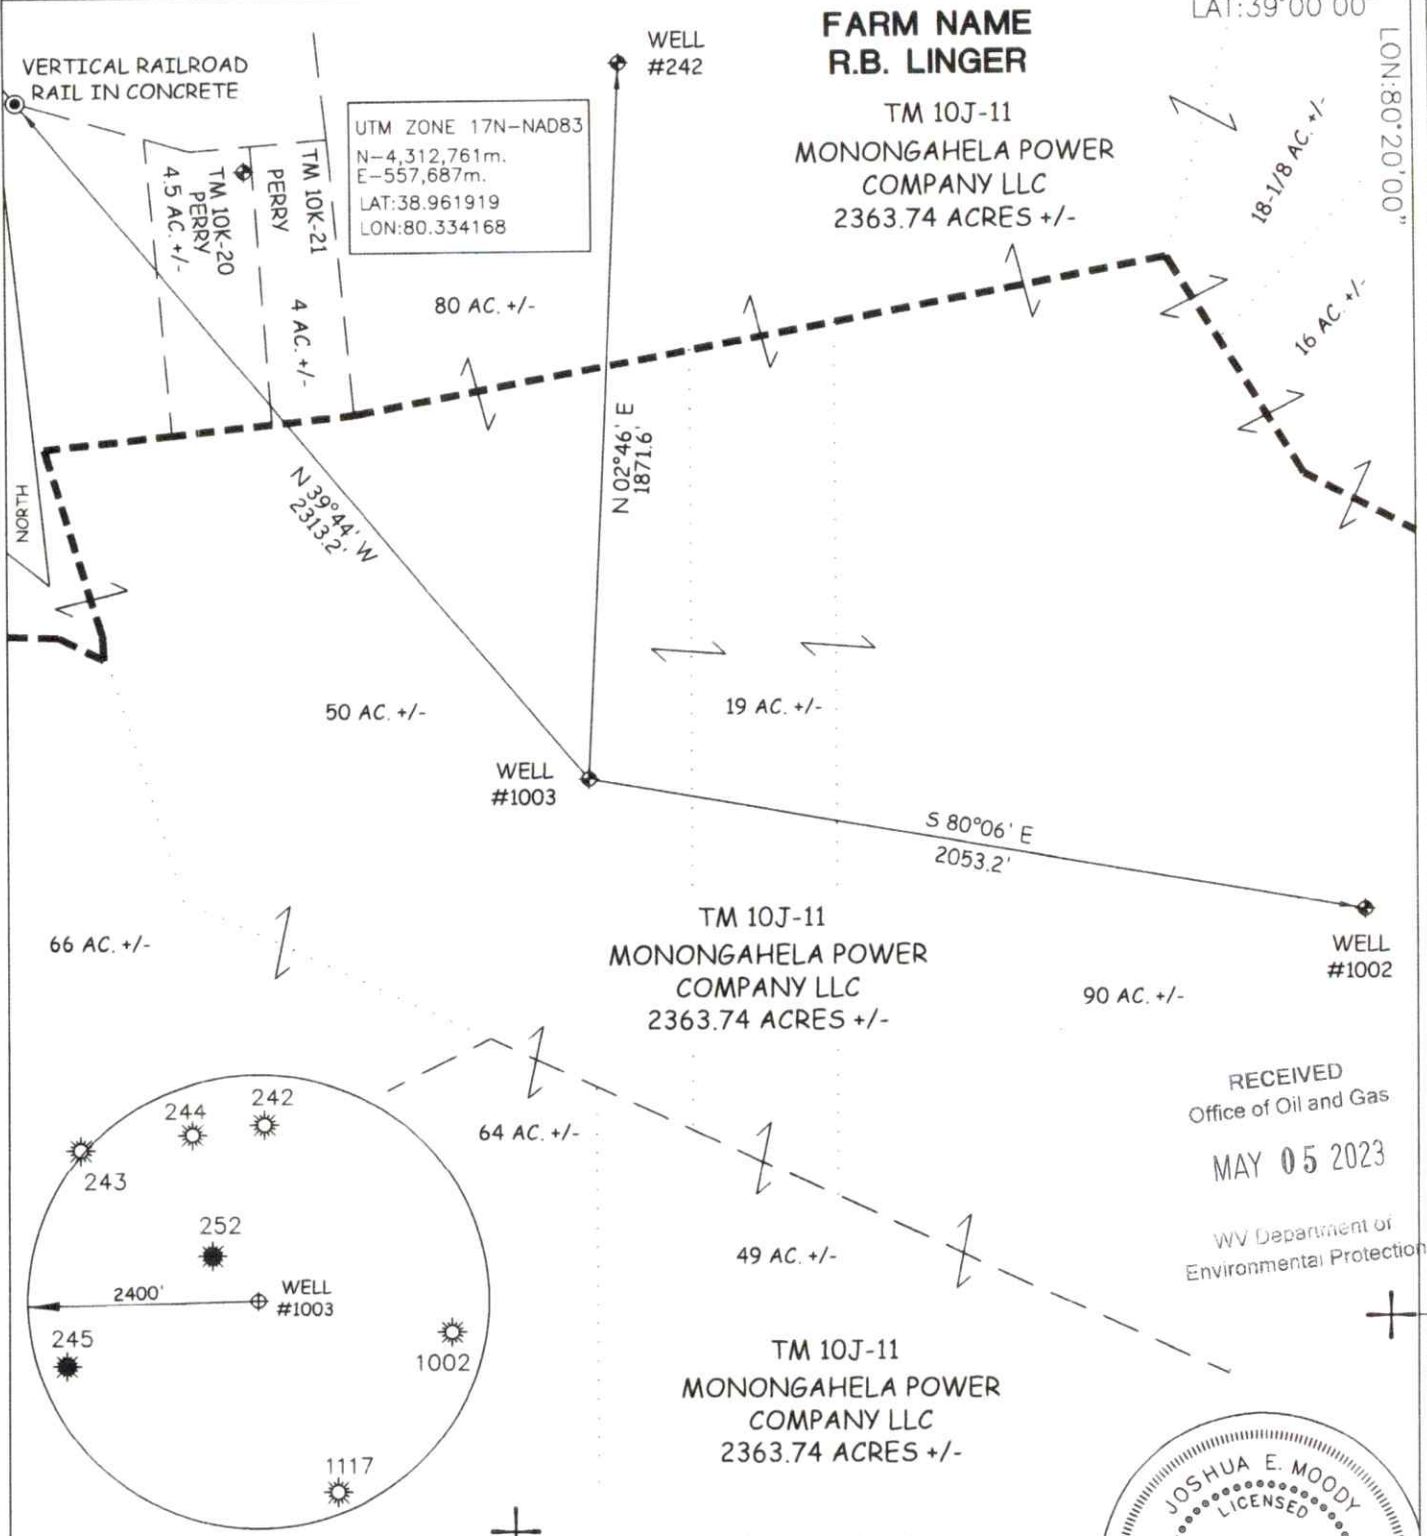 FARM NAME
R.B. LINGER
LAT:39°00'00"
LON:80°20'00"
WELL
#242
VERTICAL RAILROAD
RAIL IN CONCRETE
UTM ZONE 17N-NAD83
N-4,312,761m.
E-557,687m.
LAT:38.961919
LON:80.334168
TM 10J-11
MONONGAHELA POWER
COMPANY LLC
2363.74 ACRES +/-
18-1/8 AC. +/-
16 AC. +/-
TM 10K-21
PERRY
4 AC. +/-
TM 10K-20
PERRY
4.5 AC. +/-
80 AC. +/-
N 02°46' E
1871.6'
N 39°44' W
2313.2'
NORTH
50 AC. +/-
19 AC. +/-
WELL
#1003
S 80°06' E
2053.2'
WELL
#1002
66 AC. +/-
TM 10J-11
MONONGAHELA POWER
COMPANY LLC
2363.74 ACRES +/-
90 AC. +/-
RECEIVED
Office of Oil and Gas
MAY 05 2023
WV Department of
Environmental Protection
64 AC. +/-
49 AC. +/-
242
244
243
252
2400'
WELL
#1003
245
1002
1117
TM 10J-11
MONONGAHELA POWER
COMPANY LLC
2363.74 ACRES +/-
JOSHUA E. MOODY
LICENSED